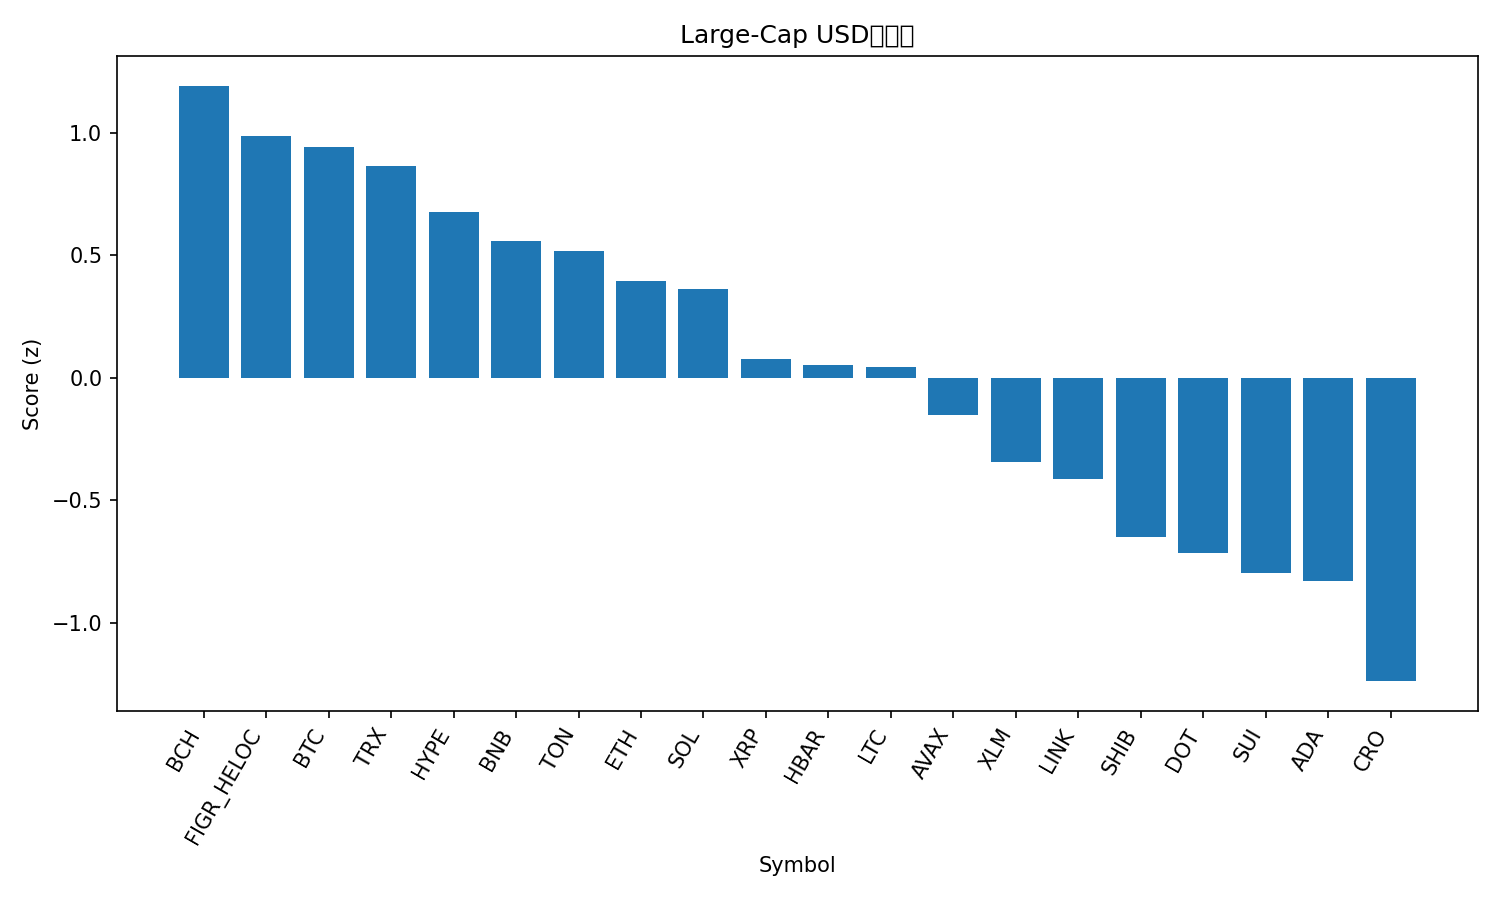 Large-Cap USD
1.0
0.5
0.0
−0.5
−1.0
Score (z)
BCH
FIGR_HELOC
BTC
TRX
HYPE
BNB
TON
ETH
SOL
XRP
HBAR
LTC
AVAX
XLM
LINK
SHIB
DOT
SUI
ADA
CRO
Symbol